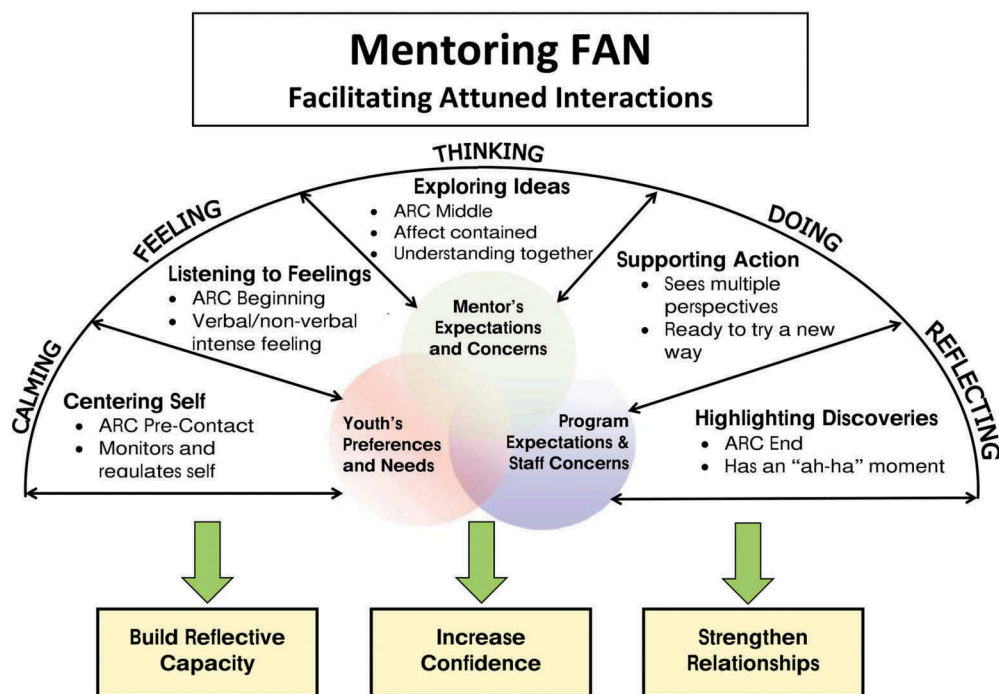 Mentoring FAN
Facilitating Attuned Interactions
CALMING
FEELING
THINKING
DOING
REFLECTING
Centering Self
• ARC Pre-Contact
• Monitors and
regulates self
Listening to Feelings
• ARC Beginning
• Verbal/non-verbal
intense feeling
Exploring Ideas
• ARC Middle
• Affect contained
• Understanding together
Supporting Action
• Sees multiple
perspectives
• Ready to try a new
way
Highlighting Discoveries
• ARC End
• Has an “ah-ha” moment
Mentor’s
Expectations
and Concerns
Youth’s
Preferences
and Needs
Program
Expectations &
Staff Concerns
Build Reflective
Capacity
Increase
Confidence
Strengthen
Relationships